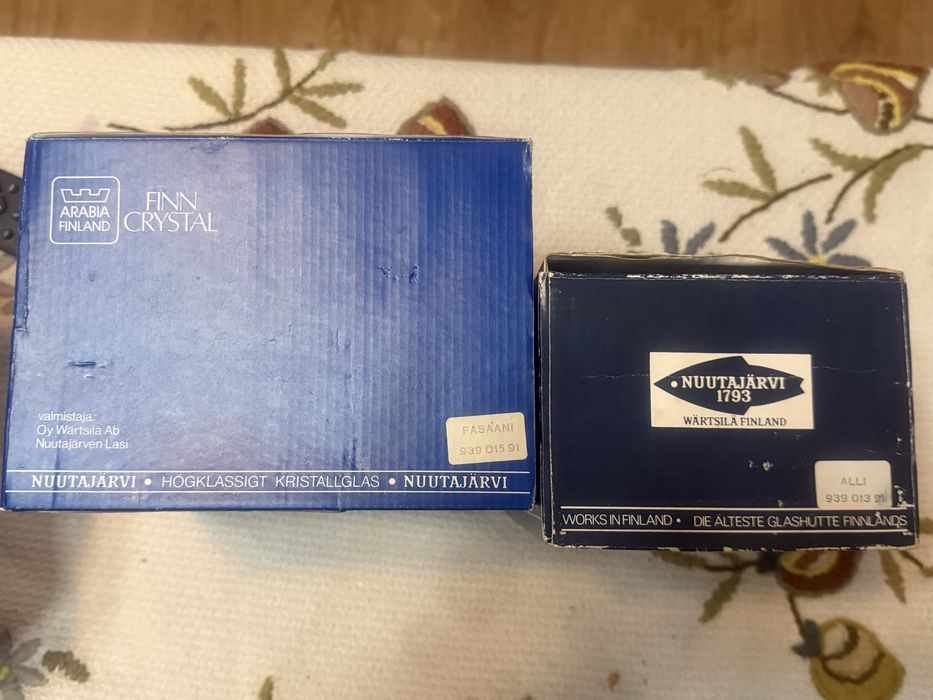 ARABIA
FINLAND
FINN
CRYSTAL
valmistaja:
Oy Wärtsilä Ab
Nuutajärven Lasi
FASAANI
939 015 91
NUUTAJÄRVI • HÖGKLASSIGT KRISTALLGLAS • NUUTAJÄRVI
NUUTAJÄRVI
1793
WÄRTSILÄ FINLAND
ALLI
939 013 91
WORKS IN FINLAND • DIE ÄLTESTE GLASHÜTTE FINNLANDS